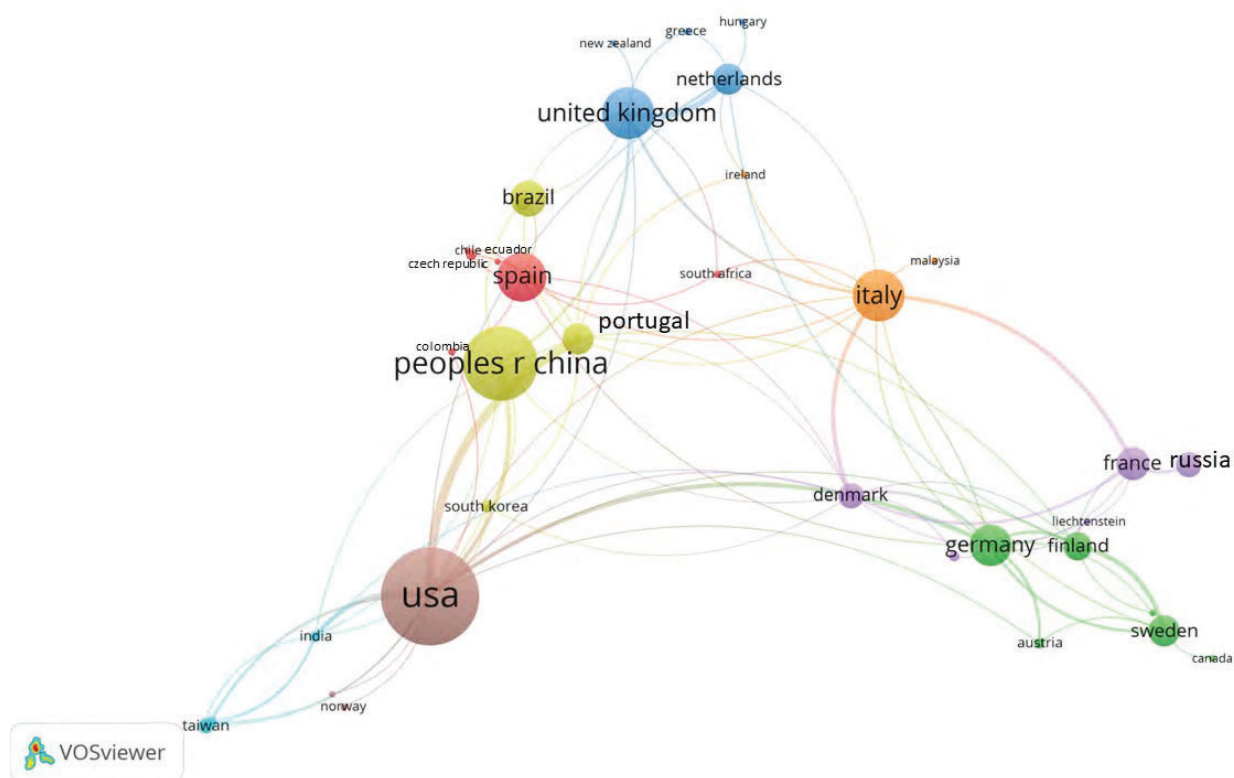 hungary
greece
new zealand
netherlands
united kingdom
ireland
brazil
chile
ecuador
czech republic
spain
south africa
malaysia
italy
portugal
colombia
peoples r china
france
russia
denmark
south korea
liechtenstein
germany
finland
usa
india
austria
sweden
canada
norway
taiwan
VOSviewer